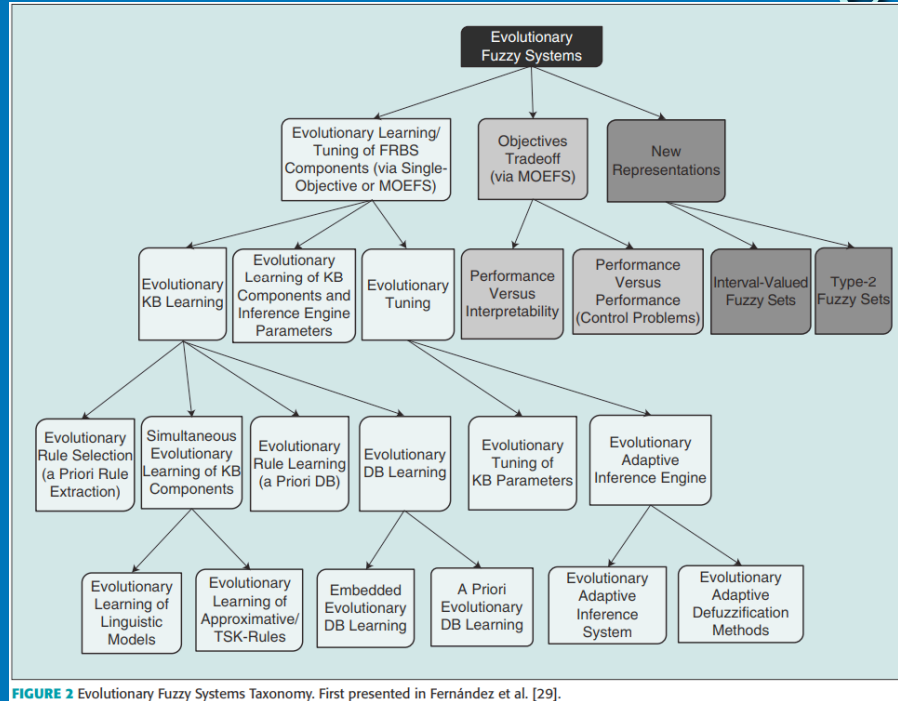 Evolutionary
Fuzzy Systems
Evolutionary Learning/
Tuning of FRBS
Components (via Single-
Objective or MOEFS)
Objectives
Tradeoff
(via MOEFS)
New
Representations
Evolutionary
KB Learning
Evolutionary
Learning of KB
Components and
Inference Engine
Parameters
Evolutionary
Tuning
Performance
Versus
Interpretability
Performance
Versus
Performance
(Control Problems)
Interval-Valued
Fuzzy Sets
Type-2
Fuzzy Sets
Evolutionary
Rule Selection
(a Priori Rule
Extraction)
Simultaneous
Evolutionary
Learning of KB
Components
Evolutionary
Rule Learning
(a Priori DB)
Evolutionary
DB Learning
Evolutionary
Tuning of
KB Parameters
Evolutionary
Adaptive
Inference Engine
Evolutionary
Learning of
Linguistic
Models
Evolutionary
Learning of
Approximative/
TSK-Rules
Embedded
Evolutionary
DB Learning
A Priori
Evolutionary
DB Learning
Evolutionary
Adaptive
Inference
System
Evolutionary
Adaptive
Defuzzification
Methods
FIGURE 2 Evolutionary Fuzzy Systems Taxonomy. First presented in Fernández et al. [29].